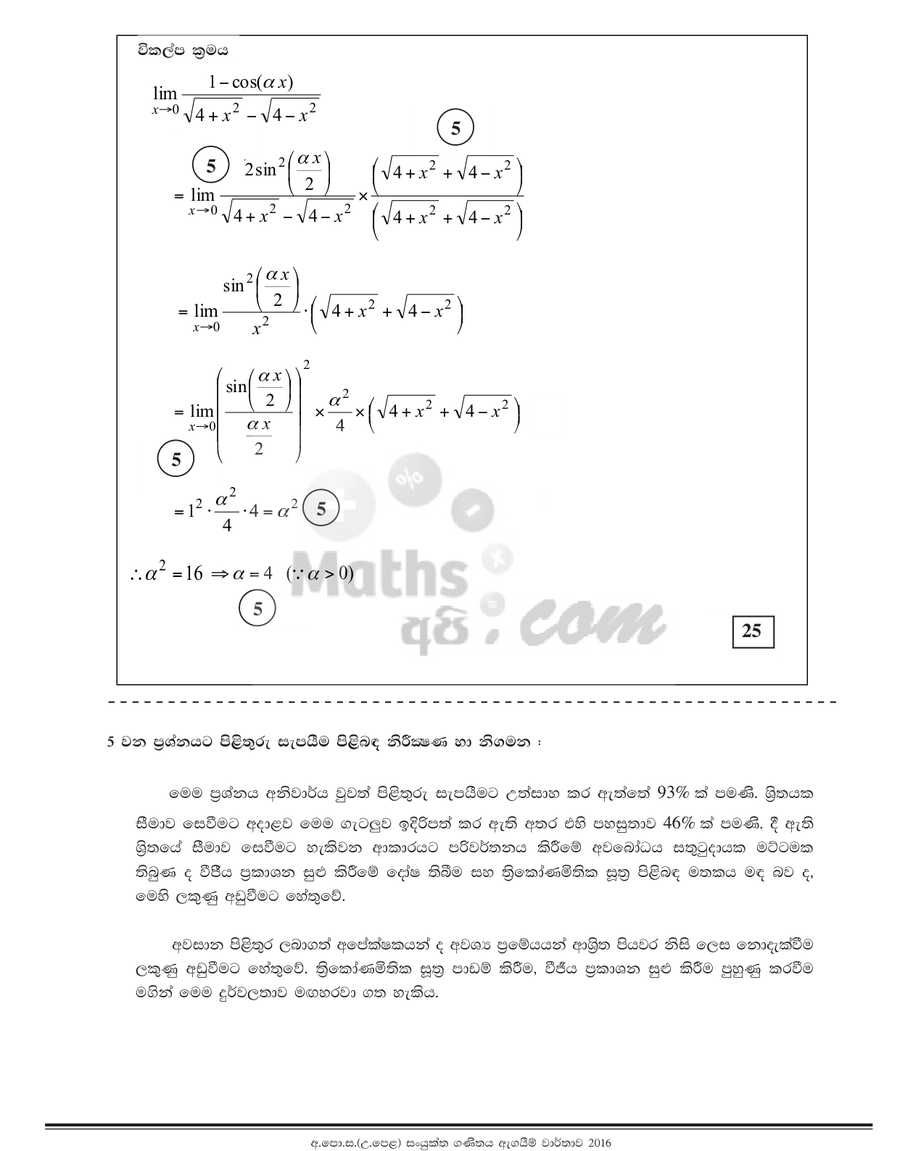 විකල්ප ක්‍රමය
lim x→0 (1 − cos(αx)) / (√(4 + x²) − √(4 − x²))
5
5
= lim x→0 2sin²(αx/2) / (√(4 + x²) − √(4 − x²)) × (√(4 + x²) + √(4 − x²)) / (√(4 + x²) + √(4 − x²))
= lim x→0 sin²(αx/2) / x² · (√(4 + x²) + √(4 − x²))
= lim x→0 (sin(αx/2) / (αx/2))² × α²/4 × (√(4 + x²) + √(4 − x²))
5
= 1² · α²/4 · 4 = α² 5
∴ α² = 16 ⇒ α = 4 (∵ α > 0)
5
25
Maths
අපි . com
5 වන ප්‍රශ්නයට පිළිතුරු සැපයීම පිළිබඳ නිරීක්‍ෂණ හා නිගමන :
මෙම ප්‍රශ්නය අනිවාර්ය වුවත් පිළිතුරු සැපයීමට උත්සාහ කර ඇත්තේ 93% ක් පමණි. ශ්‍රිතයක
සීමාව සෙවීමට අදාළව මෙම ගැටලුව ඉදිරිපත් කර ඇති අතර එහි පහසුතාව 46% ක් පමණි. දී ඇති
ශ්‍රිතයේ සීමාව සෙවීමට හැකිවන ආකාරයට පරිවර්තනය කිරීමේ අවබෝධය සතුටුදායක මට්ටමක
තිබුණ ද වීජීය ප්‍රකාශන සුළු කිරීමේ දෝෂ තිබීම සහ ත්‍රිකෝණමිතික සූත්‍ර පිළිබඳ මතකය මඳ බව ද,
මෙහි ලකුණු අඩුවීමට හේතුවේ.
අවසාන පිළිතුර ලබාගත් අපේක්ෂකයන් ද අවශ්‍ය ප්‍රමේයයන් ආශ්‍රිත පියවර නිසි ලෙස නොදැක්වීම
ලකුණු අඩුවීමට හේතුවේ. ත්‍රිකෝණමිතික සූත්‍ර පාඩම් කිරීම, වීජීය ප්‍රකාශන සුළු කිරීම පුහුණු කරවීම
මගින් මෙම දුර්වලතාව මඟහරවා ගත හැකිය.
අ.පො.ස.(උ.පෙළ) සංයුක්ත ගණිතය ඇගයීම් වාර්තාව 2016